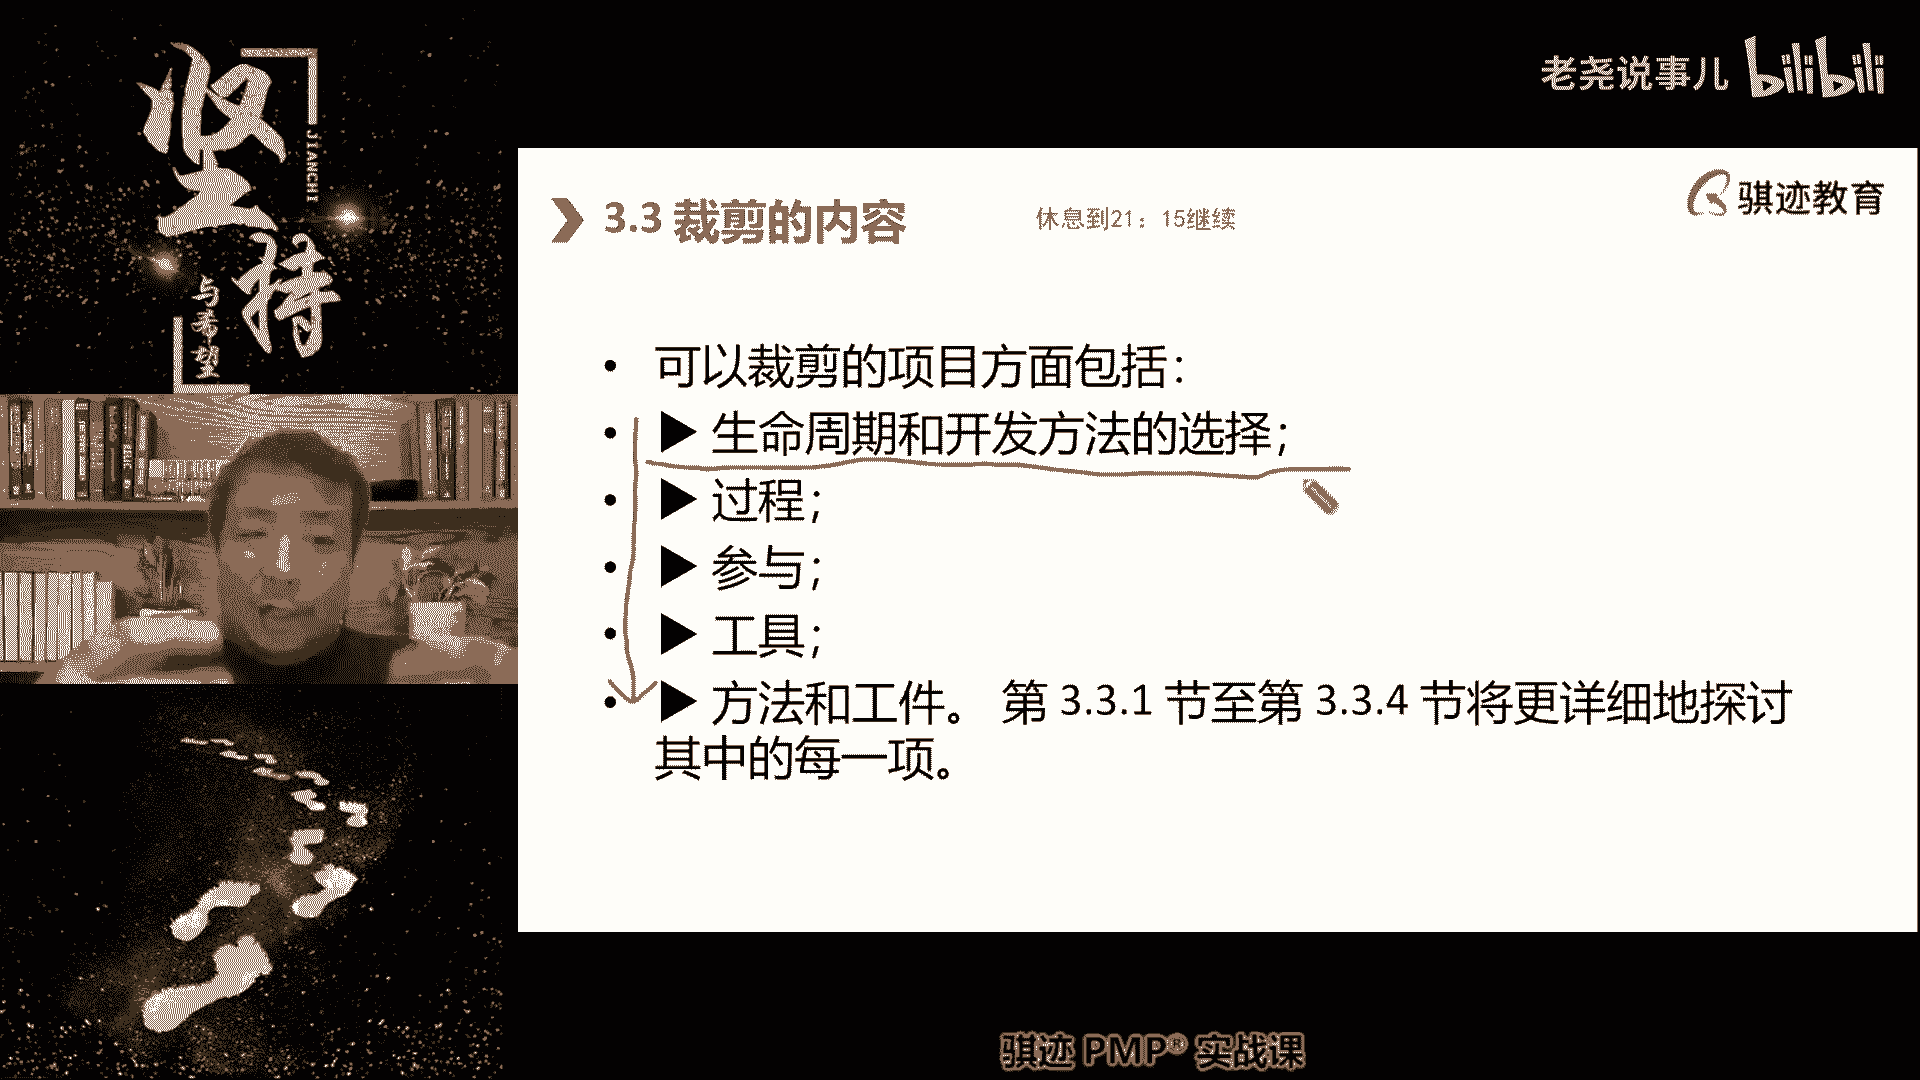 坚持
JIANCHI
与希望
老尧说事儿 bilibili
骐迹教育
3.3 裁剪的内容
休息到21：15继续
• 可以裁剪的项目方面包括：
• ▶ 生命周期和开发方法的选择；
• ▶ 过程；
• ▶ 参与；
• ▶ 工具；
• ▶ 方法和工件。 第 3.3.1 节至第 3.3.4 节将更详细地探讨
其中的每一项。
骐迹 PMP® 实战课